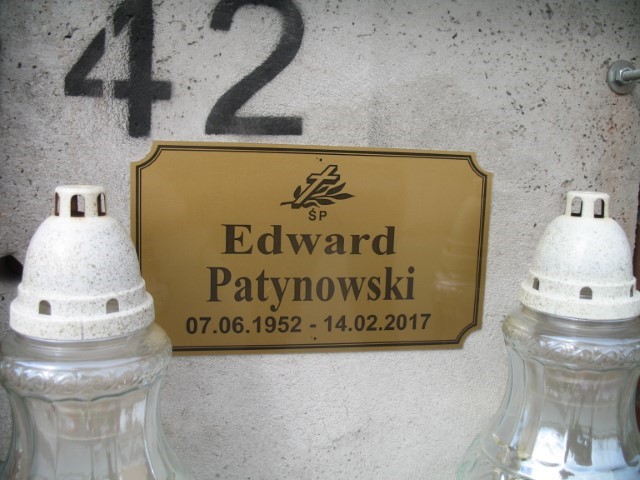 42
ŚP
Edward
Patynowski
07.06.1952 - 14.02.2017